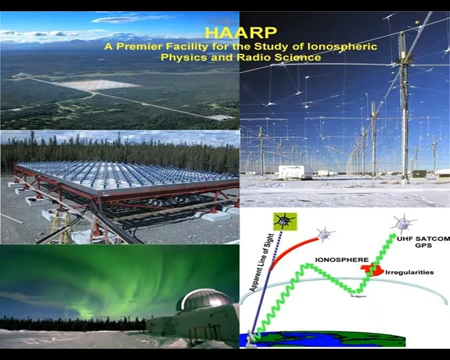 HAARP
A Premier Facility for the Study of Ionospheric
Physics and Radio Science
Apparent Line of Sight
UHF SATCOM
GPS
IONOSPHERE
Irregularities